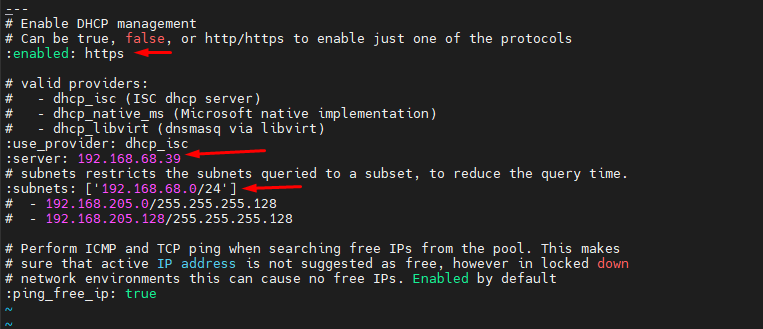 ---
# Enable DHCP management
# Can be true, false, or http/https to enable just one of the protocols
:enabled: https
# valid providers:
#   - dhcp_isc (ISC dhcp server)
#   - dhcp_native_ms (Microsoft native implementation)
#   - dhcp_libvirt (dnsmasq via libvirt)
:use_provider: dhcp_isc
:server: 192.168.68.39
# subnets restricts the subnets queried to a subset, to reduce the query time.
:subnets: ['192.168.68.0/24']
#  - 192.168.205.0/255.255.255.128
#  - 192.168.205.128/255.255.255.128
# Perform ICMP and TCP ping when searching free IPs from the pool. This makes
# sure that active IP address is not suggested as free, however in locked down
# network environments this can cause no free IPs. Enabled by default
:ping_free_ip: true
~
~